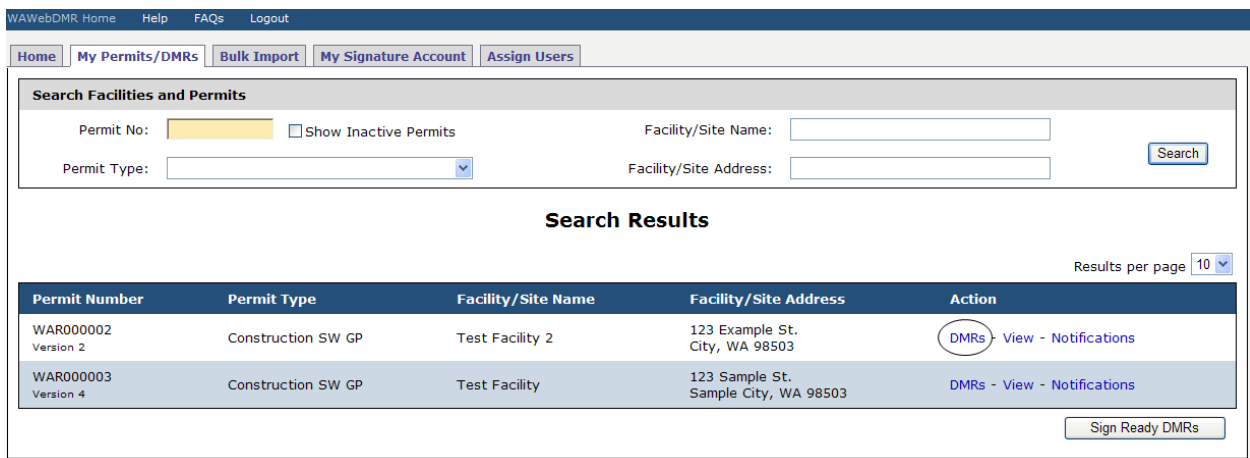 WAWebDMR Home Help FAQs Logout
Home My Permits/DMRs Bulk Import My Signature Account Assign Users
Search Facilities and Permits
Permit No: Show Inactive Permits Facility/Site Name:
Permit Type: Facility/Site Address: Search
Search Results
Results per page 10
Permit Number Permit Type Facility/Site Name Facility/Site Address Action
WAR000002 Construction SW GP Test Facility 2 123 Example St. DMRs - View - Notifications
Version 2 City, WA 98503
WAR000003 Construction SW GP Test Facility 123 Sample St. DMRs - View - Notifications
Version 4 Sample City, WA 98503
Sign Ready DMRs